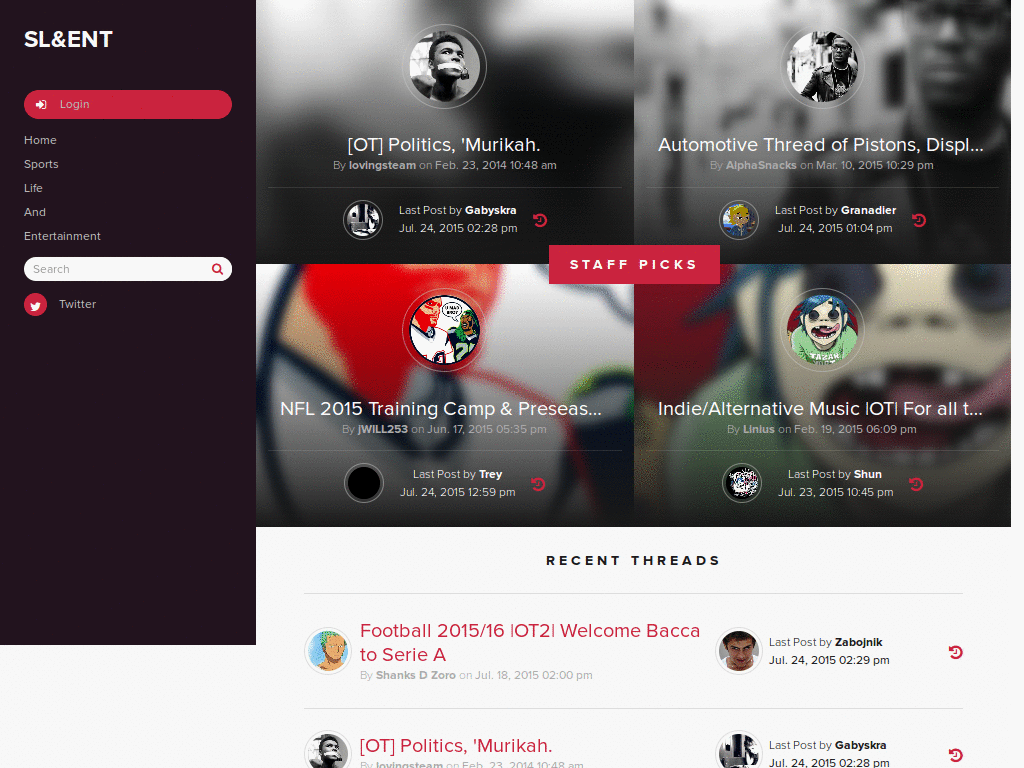 SL&ENT
Login
Home
Sports
Life
And
Entertainment
Search
Twitter
[OT] Politics, 'Murikah.
By lovingsteam on Feb. 23, 2014 10:48 am
Last Post by Gabyskra
Jul. 24, 2015 02:28 pm
Automotive Thread of Pistons, Displ...
By AlphaSnacks on Mar. 10, 2015 10:29 pm
Last Post by Granadier
Jul. 24, 2015 01:04 pm
STAFF PICKS
NFL 2015 Training Camp & Preseas...
By jWILL253 on Jun. 17, 2015 05:35 pm
Last Post by Trey
Jul. 24, 2015 12:59 pm
Indie/Alternative Music |OT| For all t...
By Linius on Feb. 19, 2015 06:09 pm
Last Post by Shun
Jul. 23, 2015 10:45 pm
RECENT THREADS
Football 2015/16 |OT2| Welcome Bacca
to Serie A
By Shanks D Zoro on Jul. 18, 2015 02:00 pm
Last Post by Zabojnik
Jul. 24, 2015 02:29 pm
[OT] Politics, 'Murikah.
By lovingsteam on Feb. 23, 2014 10:48 am
Last Post by Gabyskra
Jul. 24, 2015 02:28 pm